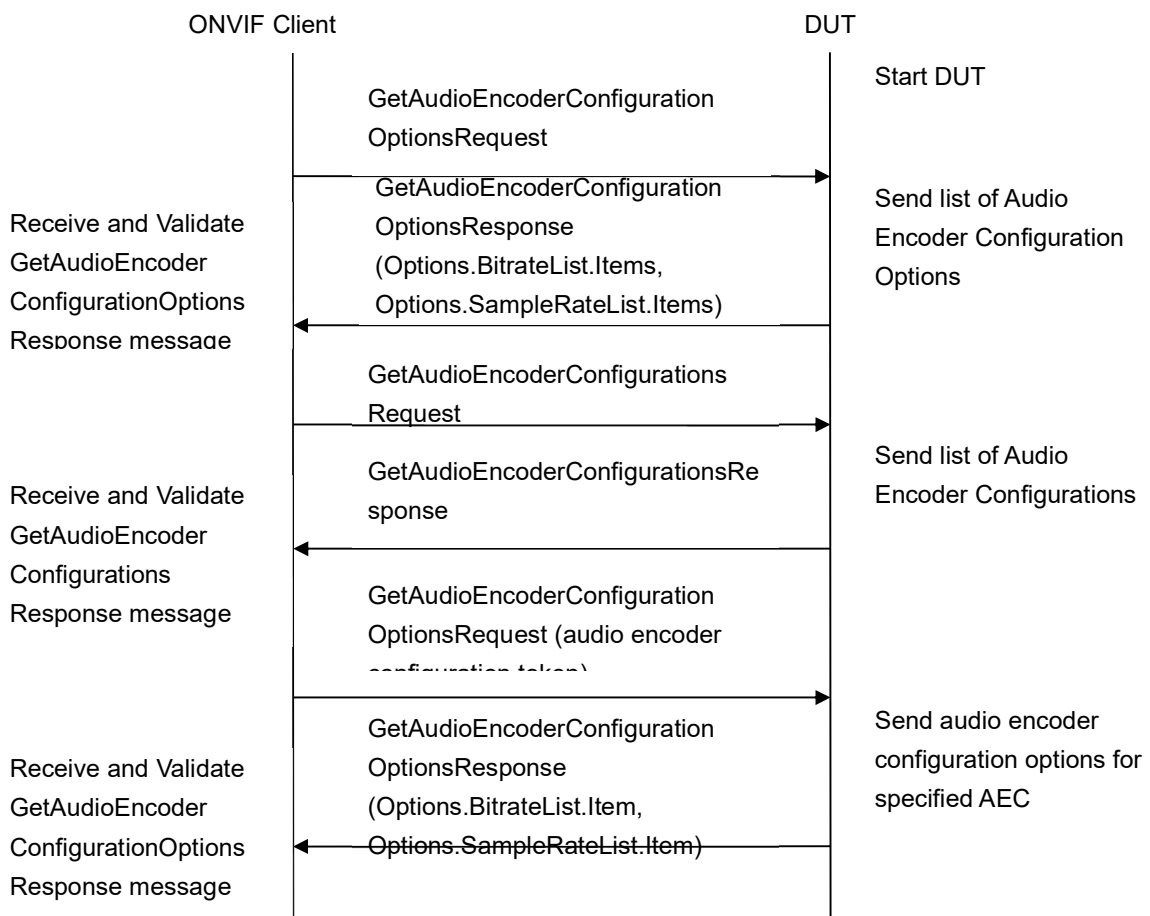 ONVIF Client
DUT
Start DUT
GetAudioEncoderConfiguration
OptionsRequest
GetAudioEncoderConfiguration
OptionsResponse
(Options.BitrateList.Items,
Options.SampleRateList.Items)
Send list of Audio
Encoder Configuration
Options
Receive and Validate
GetAudioEncoder
ConfigurationOptions
Response message
GetAudioEncoderConfigurations
Request
Send list of Audio
Encoder Configurations
GetAudioEncoderConfigurationsRe
sponse
Receive and Validate
GetAudioEncoder
Configurations
Response message
GetAudioEncoderConfiguration
OptionsRequest (audio encoder
configuration token)
Send audio encoder
configuration options for
specified AEC
GetAudioEncoderConfiguration
OptionsResponse
(Options.BitrateList.Item,
Options.SampleRateList.Item)
Receive and Validate
GetAudioEncoder
ConfigurationOptions
Response message